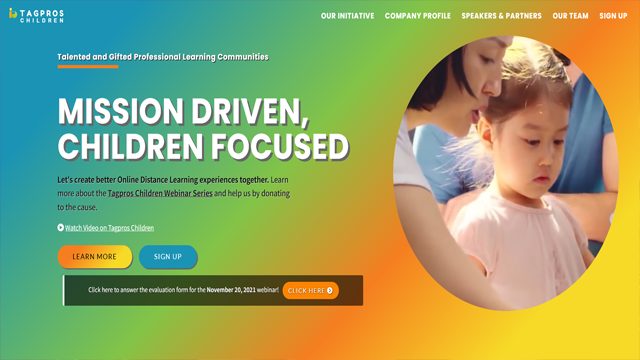 TAGPROS
CHILDREN
OUR INITIATIVE COMPANY PROFILE SPEAKERS & PARTNERS OUR TEAM SIGN UP
Talented and Gifted Professional Learning Communities
MISSION DRIVEN,
CHILDREN FOCUSED
Let's create better Online Distance Learning experiences together. Learn
more about the Tagpros Children Webinar Series and help us by donating
to the cause.
Watch Video on Tagpros Children
LEARN MORE SIGN UP
Click here to answer the evaluation form for the November 20, 2021 webinar! CLICK HERE